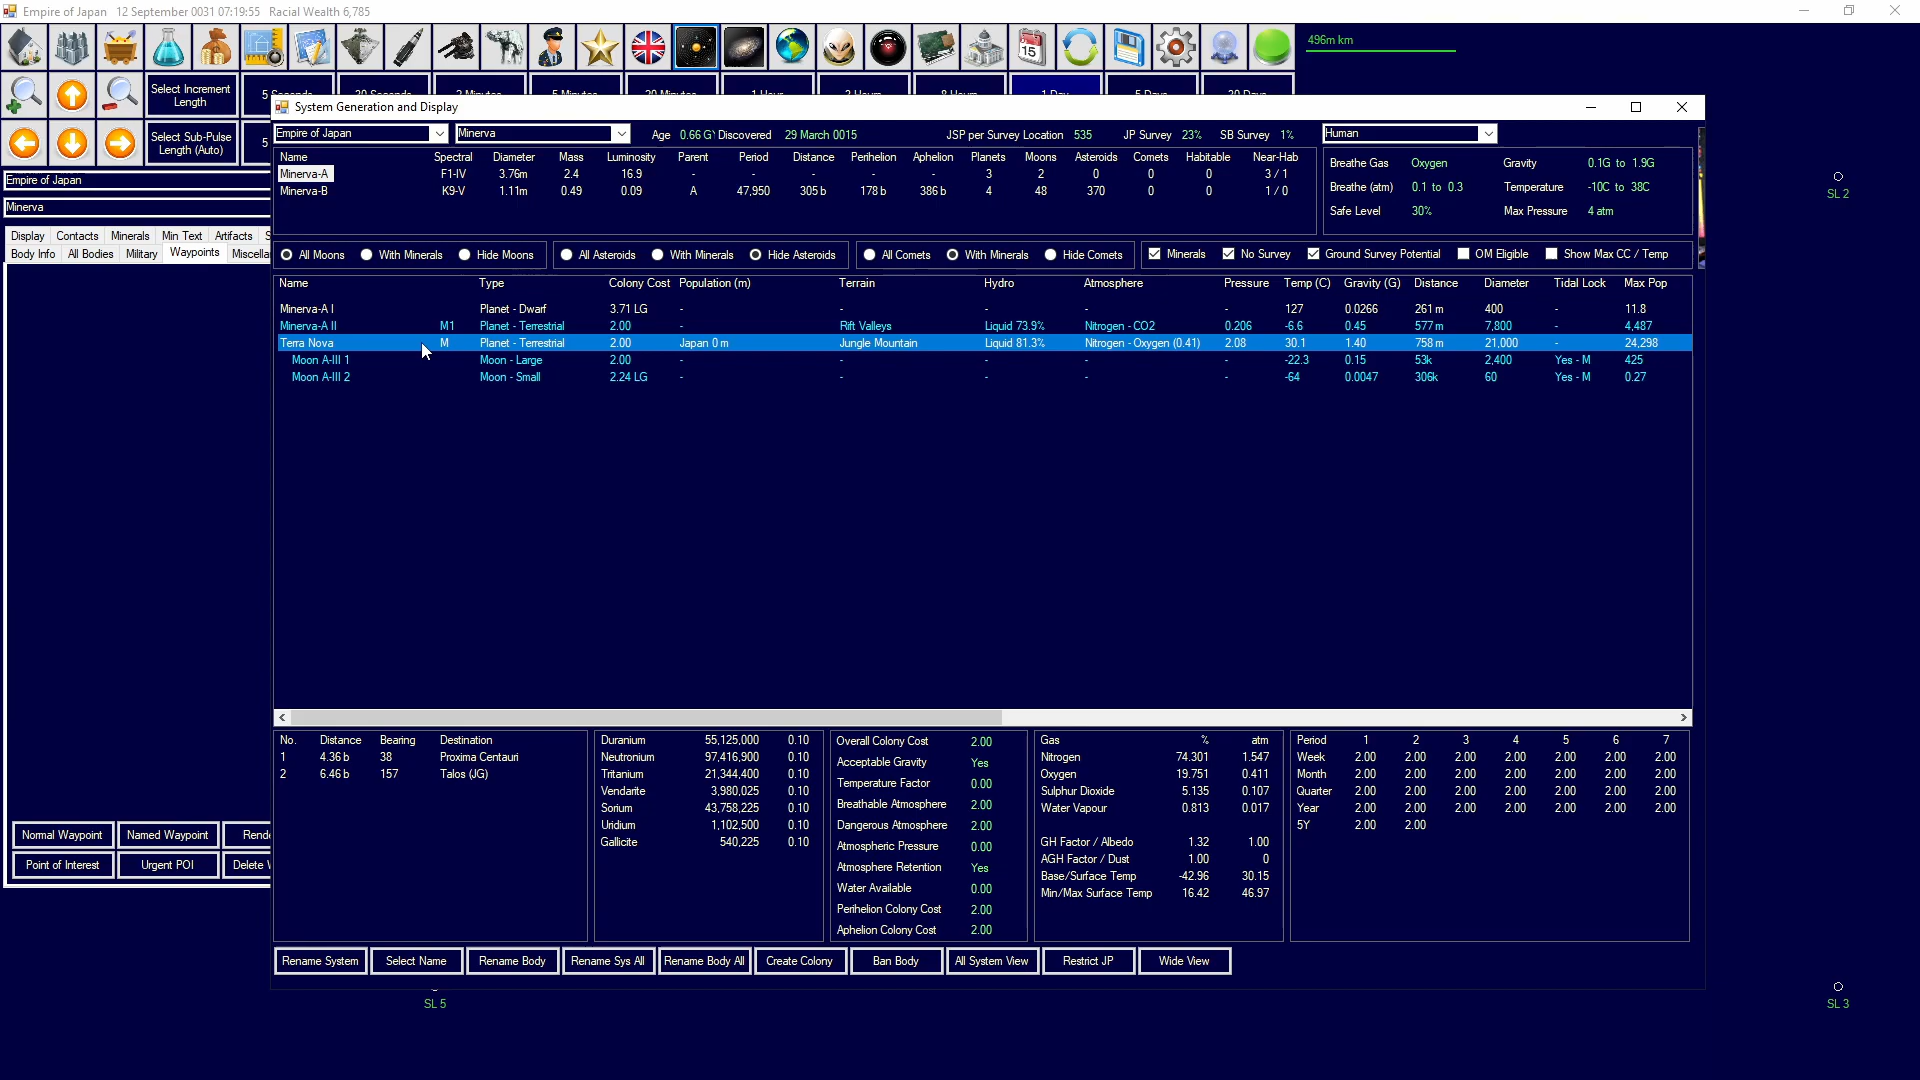 Empire of Japan   12 September 0031 07:19:55   Racial Wealth 6,785
496m km
Select Increment Length
Select Sub-Pulse Length (Auto)
Empire of Japan
Minerva
Display Contacts Minerals Min Text Artifacts
Body Info All Bodies Military Waypoints
Normal Waypoint Named Waypoint
Point of Interest Urgent POI
System Generation and Display
Empire of Japan Minerva Age Discovered 29 March 0015 JSP per Survey Location 535 JP Survey 23% SB Survey 1% Human
Name Spectral Diameter Mass Luminosity Parent Period Distance Perihelion Aphelion Planets Moons Asteroids Comets Habitable Near-Hab
Minerva-A F1-IV 3.76m 2.4 16.9 - - - - - 3 2 0 0 0 3 / 1
Minerva-B K9-V 1.11m 0.49 0.09 A 47,950 305 b 178 b 386 b 4 48 370 0 0 1 / 0
Breathe Gas Oxygen Gravity 0.1G to 1.9G
Breathe (atm) 0.1 to 0.3 Temperature -10C to 38C
Safe Level 30% Max Pressure 4 atm
All Moons With Minerals Hide Moons All Asteroids With Minerals Hide Asteroids All Comets With Minerals Hide Comets Minerals No Survey Ground Survey Potential OM Eligible Show Max CC / Temp
Name Type Colony Cost Population (m) Terrain Hydro Atmosphere Pressure Temp (C) Gravity (G) Distance Diameter Tidal Lock Max Pop
Minerva-A I Planet - Dwarf 3.71 LG - - - - - 127 0.0266 261 m 400 - 11.8
Minerva-A II M1 Planet - Terrestrial 2.00 - Rift Valleys Liquid 73.9% Nitrogen - CO2 0.206 -6.6 0.45 577 m 7,800 - 4,487
Terra Nova M Planet - Terrestrial 2.00 Japan 0 m Jungle Mountain Liquid 81.3% Nitrogen - Oxygen (0.41) 2.08 30.1 1.40 758 m 21,000 - 24,298
Moon A-III 1 Moon - Large 2.00 - - - - - -22.3 0.15 53k 2,400 Yes - M 425
Moon A-III 2 Moon - Small 2.24 LG - - - - - -64 0.0047 306k 60 Yes - M 0.27
No. Distance Bearing Destination
1 4.36 b 38 Proxima Centauri
2 6.46 b 157 Talos (JG)
Duranium 55,125,000 0.10
Neutronium 97,416,900 0.10
Tritanium 21,344,400 0.10
Vendarite 3,980,025 0.10
Sorium 43,758,225 0.10
Uridium 1,102,500 0.10
Gallicite 540,225 0.10
Overall Colony Cost 2.00
Acceptable Gravity Yes
Temperature Factor 0.00
Breathable Atmosphere 2.00
Dangerous Atmosphere 2.00
Atmospheric Pressure 0.00
Atmosphere Retention Yes
Water Available 0.00
Perihelion Colony Cost 2.00
Aphelion Colony Cost 2.00
Gas % atm
Nitrogen 74.301 1.547
Oxygen 19.751 0.411
Sulphur Dioxide 5.135 0.107
Water Vapour 0.813 0.017
GH Factor / Albedo 1.32 1.00
AGH Factor / Dust 1.00 0
Base/Surface Temp -42.96 30.15
Min/Max Surface Temp 16.42 46.97
Period 1 2 3 4 5 6 7
Week 2.00 2.00 2.00 2.00 2.00 2.00 2.00
Month 2.00 2.00 2.00 2.00 2.00 2.00 2.00
Quarter 2.00 2.00 2.00 2.00 2.00 2.00 2.00
Year 2.00 2.00 2.00 2.00 2.00 2.00 2.00
5Y 2.00 2.00
Rename System Select Name Rename Body Rename Sys All Rename Body All Create Colony Ban Body All System View Restrict JP Wide View
SL 2
SL 5
SL 3